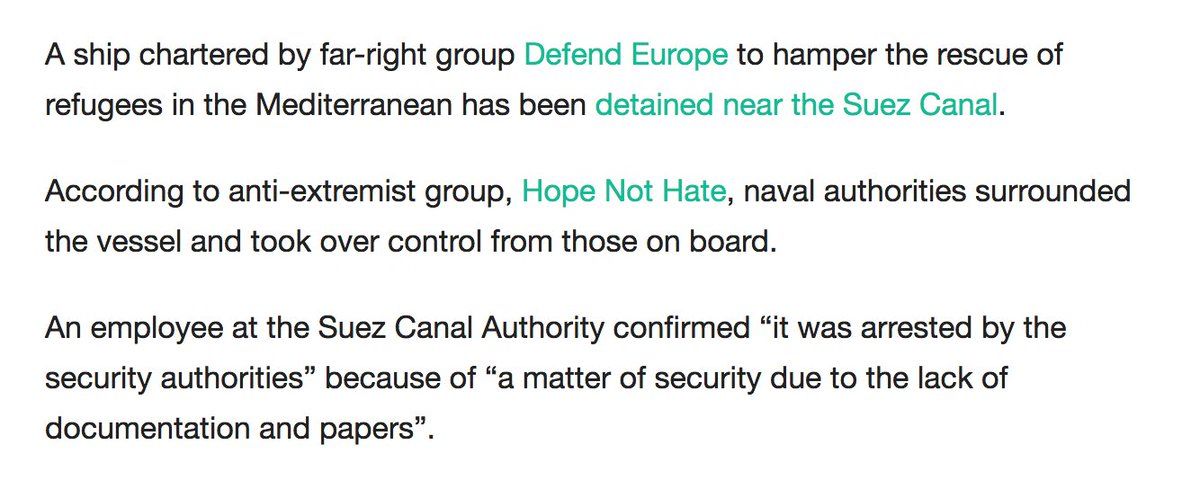 A ship chartered by far-right group Defend Europe to hamper the rescue of
refugees in the Mediterranean has been detained near the Suez Canal.
According to anti-extremist group, Hope Not Hate, naval authorities surrounded
the vessel and took over control from those on board.
An employee at the Suez Canal Authority confirmed “it was arrested by the
security authorities” because of “a matter of security due to the lack of
documentation and papers”.